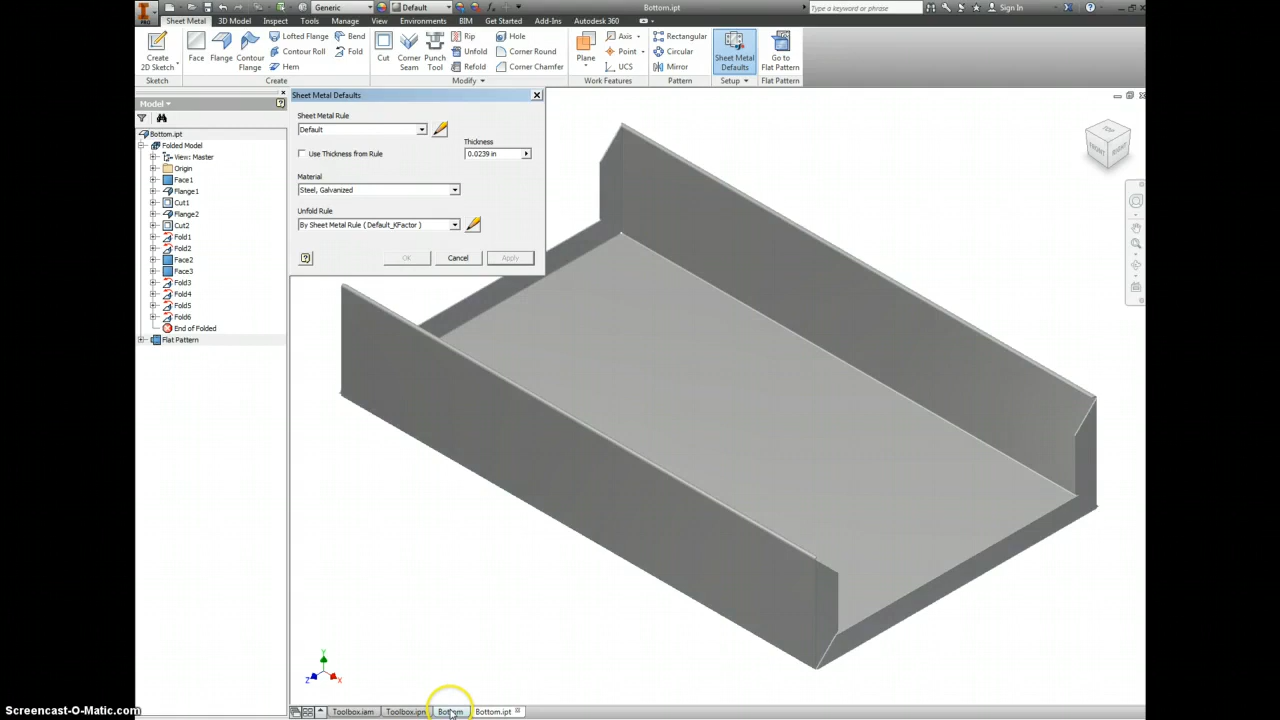 Generic
Default
Bottom.ipt
Type a keyword or phrase
Sign In
Sheet Metal
3D Model
Inspect
Tools
Manage
View
Environments
BIM
Get Started
Add-Ins
Autodesk 360
PRO
Create
2D Sketch
Face
Flange
Contour
Flange
Lofted Flange
Contour Roll
Hem
Bend
Fold
Cut
Corner
Seam
Punch
Tool
Rip
Unfold
Refold
Hole
Corner Round
Corner Chamfer
Plane
Axis
Point
UCS
Rectangular
Circular
Mirror
Sheet Metal
Defaults
Go to
Flat Pattern
Sketch
Create
Modify
Work Features
Pattern
Setup
Flat Pattern
Model
Bottom.ipt
Folded Model
View: Master
Origin
Face1
Flange1
Cut1
Flange2
Cut2
Fold1
Fold2
Face2
Face3
Fold3
Fold4
Fold5
Fold6
End of Folded
Flat Pattern
Sheet Metal Defaults
Sheet Metal Rule
Default
Use Thickness from Rule
Thickness
0.0239 in
Material
Steel, Galvanized
Unfold Rule
By Sheet Metal Rule ( Default_KFactor )
OK
Cancel
Apply
TOP
FRONT
RIGHT
Y
Z
X
Toolbox.iam
Toolbox.ipn
Bottom
Bottom.ipt
Screencast-O-Matic.com